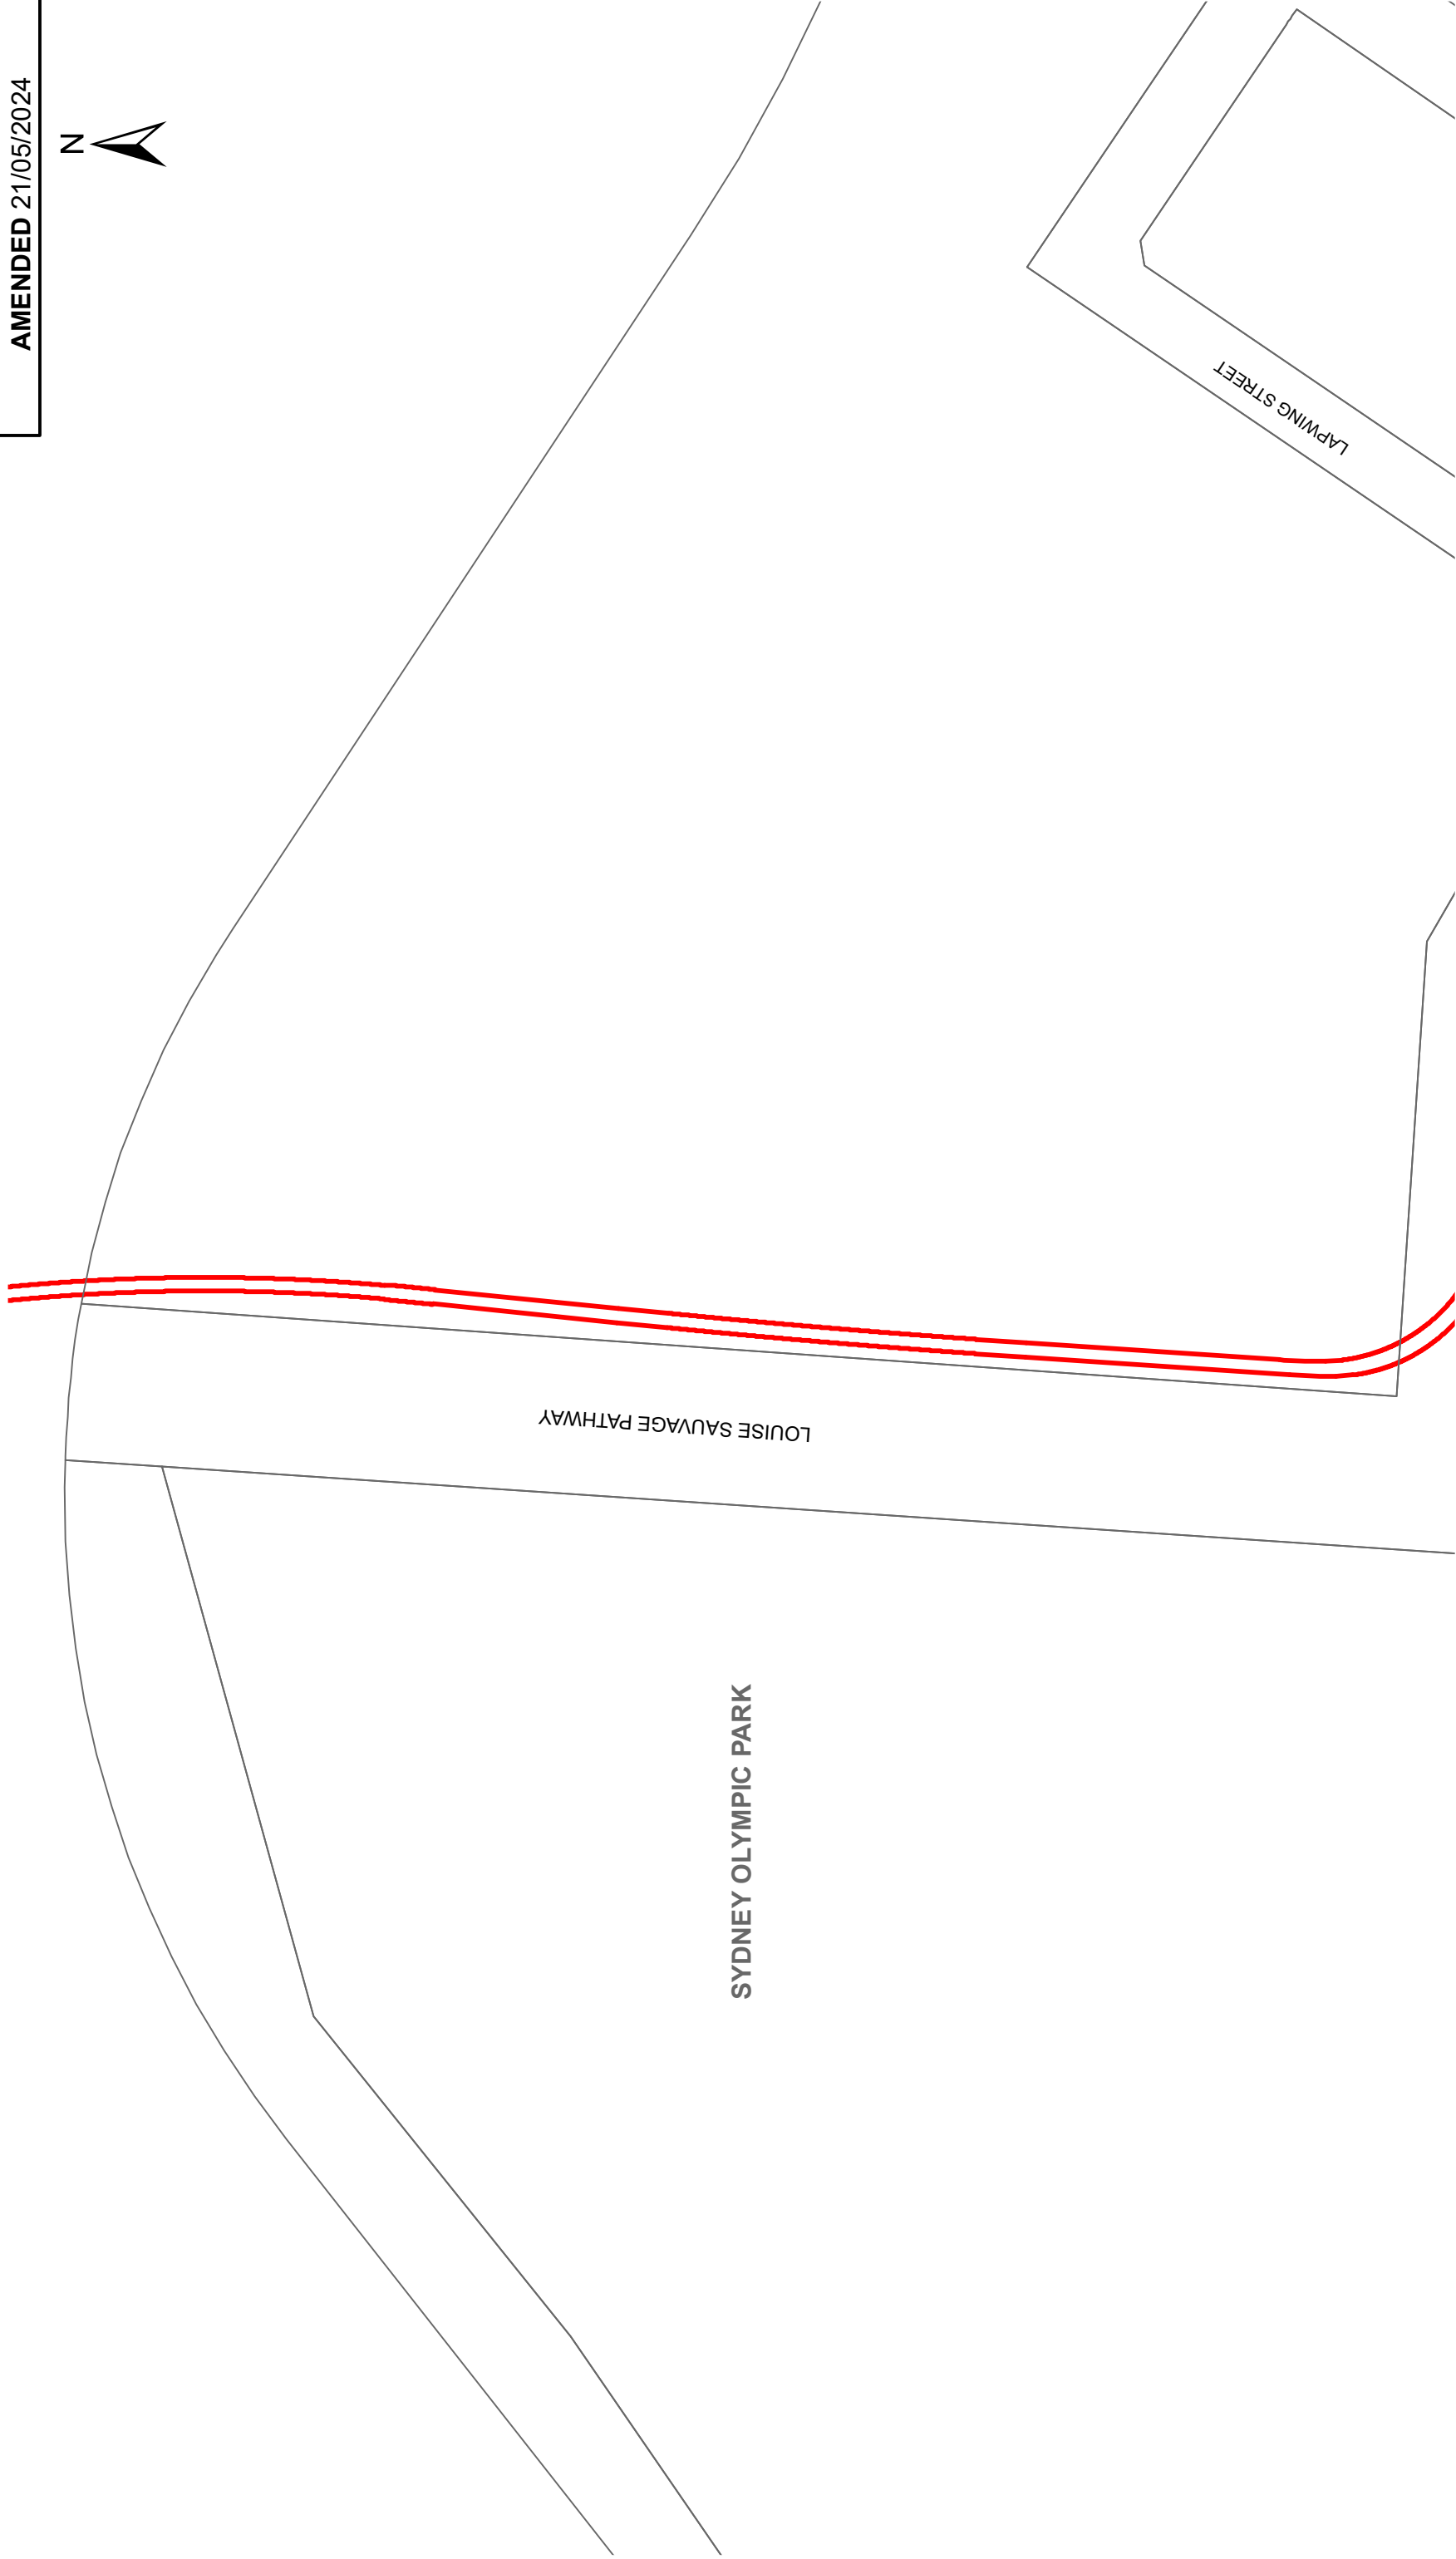 AMENDED 21/05/2024
N
LAPWING STREET
LOUISE SAUVAGE PATHWAY
SYDNEY OLYMPIC PARK